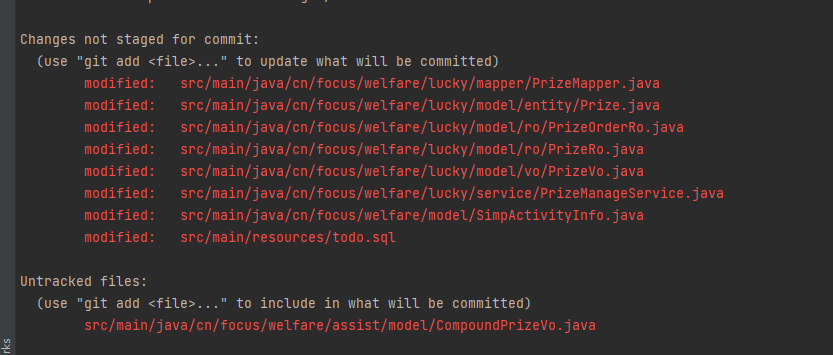 Changes not staged for commit:
(use "git add <file>..." to update what will be committed)
modified: src/main/java/cn/focus/welfare/lucky/mapper/PrizeMapper.java
modified: src/main/java/cn/focus/welfare/lucky/model/entity/Prize.java
modified: src/main/java/cn/focus/welfare/lucky/model/ro/PrizeOrderRo.java
modified: src/main/java/cn/focus/welfare/lucky/model/ro/PrizeRo.java
modified: src/main/java/cn/focus/welfare/lucky/model/vo/PrizeVo.java
modified: src/main/java/cn/focus/welfare/lucky/service/PrizeManageService.java
modified: src/main/java/cn/focus/welfare/model/SimpActivityInfo.java
modified: src/main/resources/todo.sql
Untracked files:
(use "git add <file>..." to include in what will be committed)
src/main/java/cn/focus/welfare/assist/model/CompoundPrizeVo.java
rks